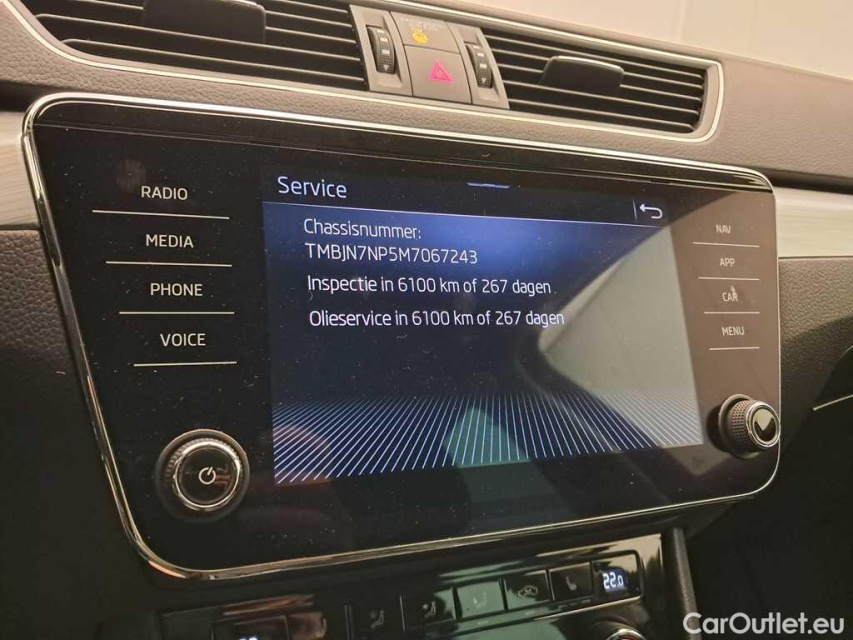 RADIO
MEDIA
PHONE
VOICE
Service
Chassisnummer:
TMBJN7NP5M7067243
Inspectie in 6100 km of 267 dagen
Olieservice in 6100 km of 267 dagen
NAV
APP
CAR
MENU
22.0
CarOutlet.eu